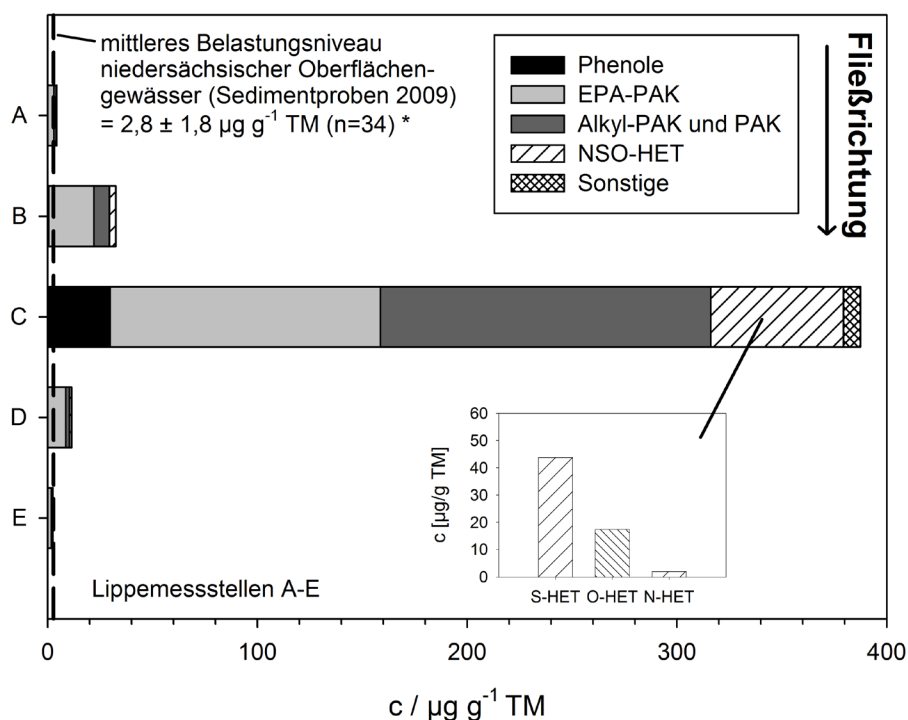 mittleres Belastungsniveau
niedersächsischer Oberflächen-
gewässer (Sedimentproben 2009)
= 2,8 ± 1,8 µg g⁻¹ TM (n=34) *
Phenole
EPA-PAK
Alkyl-PAK und PAK
NSO-HET
Sonstige
Fließrichtung
A
B
C
D
E
60
50
40
30
20
10
0
c [µg/g TM]
S-HET O-HET N-HET
Lippemessstellen A-E
0 100 200 300 400
c / µg g⁻¹ TM